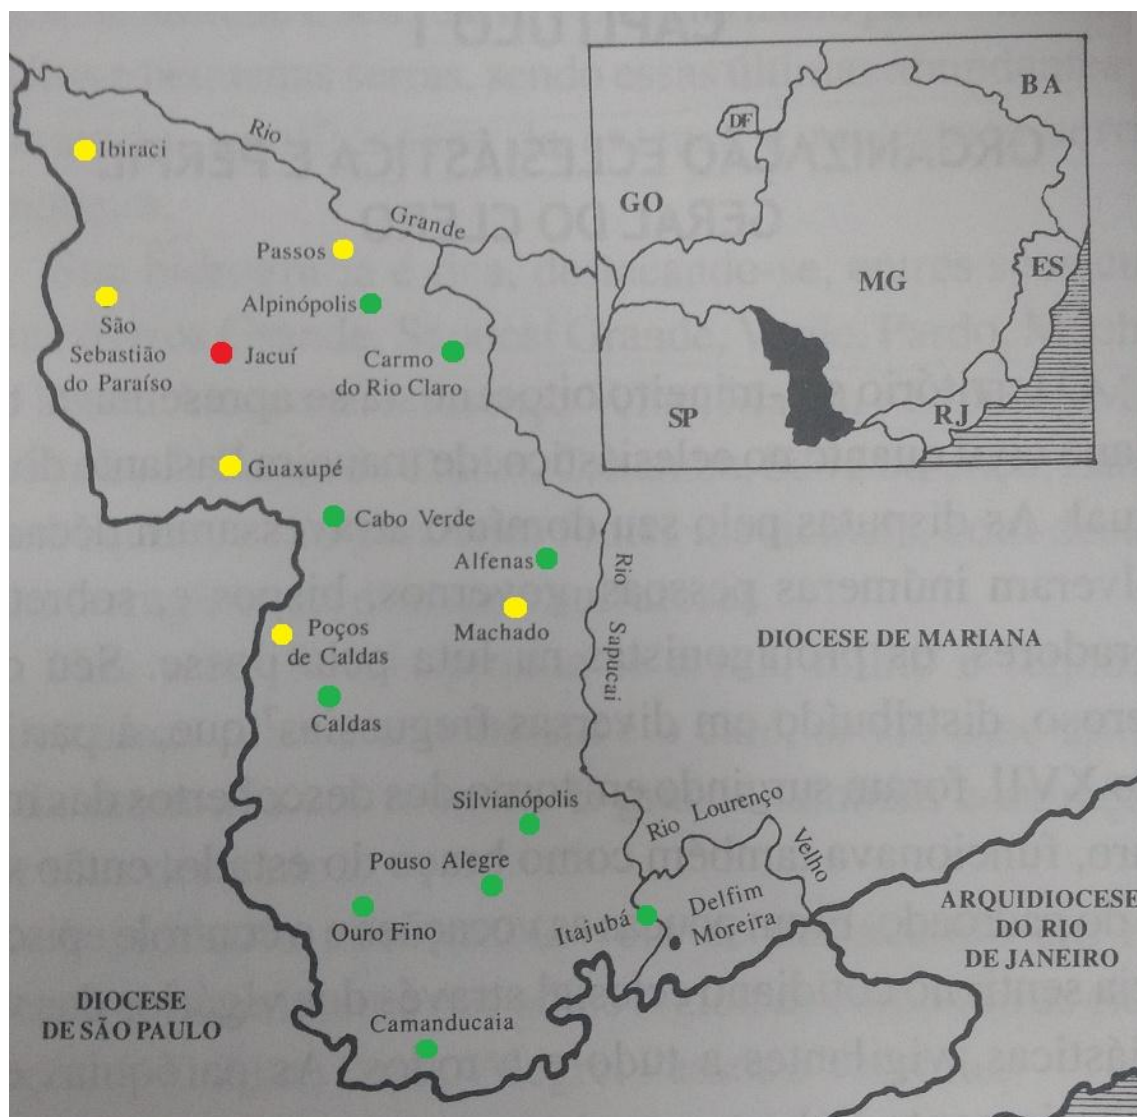 Rio
Grande
Ibiraci
Passos
Alpinópolis
São
Sebastião
do Paraíso
Jacuí
Carmo
do Rio Claro
Guaxupé
Cabo Verde
Alfenas
Machado
Poços
de Caldas
Caldas
Rio
Sapucai
Silvianópolis
Pouso Alegre
Ouro Fino
Rio Lourenço
Velho
Itajubá
Delfim
Moreira
Camanducaia
DIOCESE
DE SÃO PAULO
DIOCESE DE MARIANA
ARQUIDIOCESE
DO RIO
DE JANEIRO
BA
DF
GO
MG
ES
SP
RJ